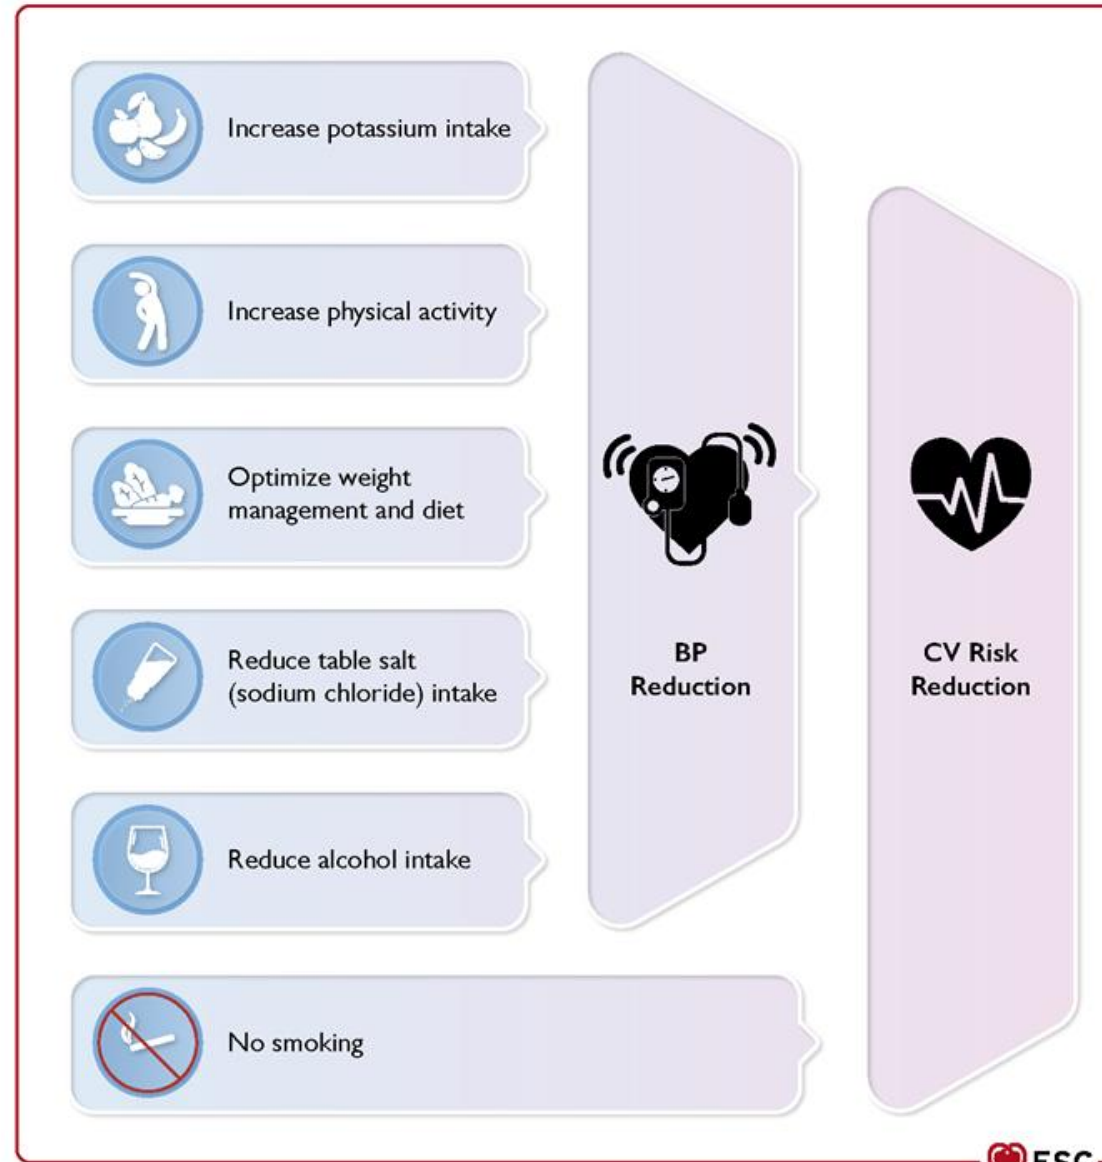 Increase potassium intake
Increase physical activity
Optimize weight
management and diet
Reduce table salt
(sodium chloride) intake
Reduce alcohol intake
No smoking
BP
Reduction
CV Risk
Reduction
ESC